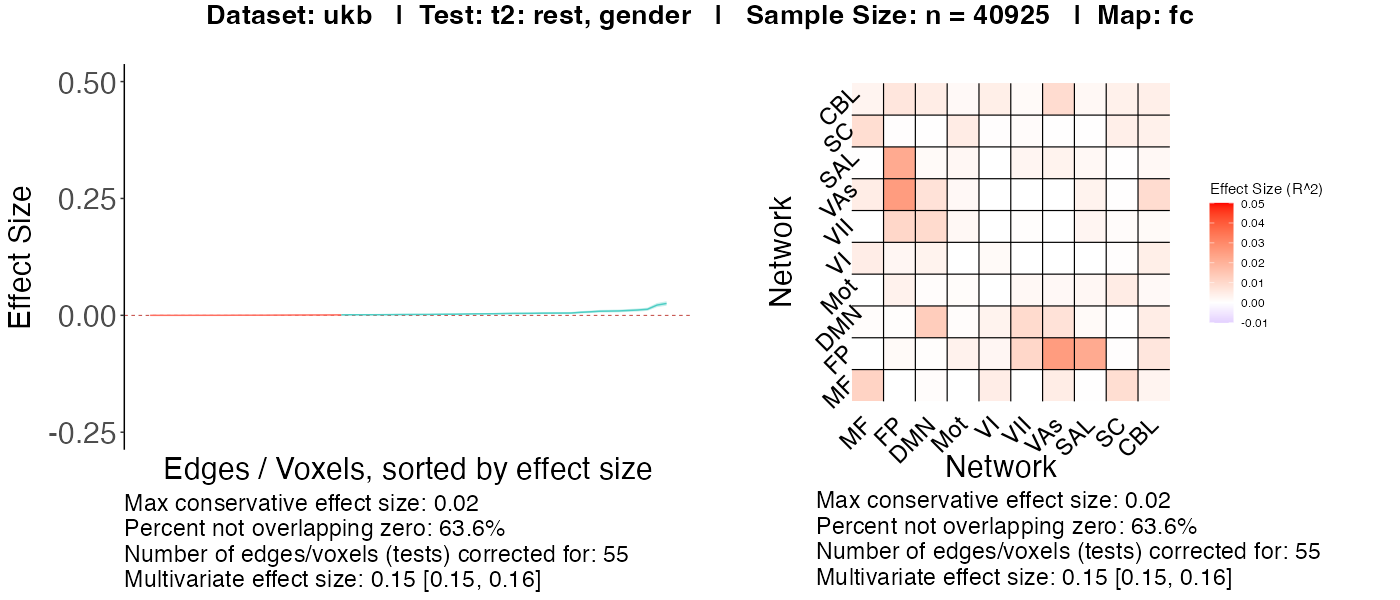 Dataset: ukb | Test: t2: rest, gender | Sample Size: n = 40925 | Map: fc
0.50
0.25
0.00
-0.25
Effect Size
Edges / Voxels, sorted by effect size
Max conservative effect size: 0.02
Percent not overlapping zero: 63.6%
Number of edges/voxels (tests) corrected for: 55
Multivariate effect size: 0.15 [0.15, 0.16]
Network
CBL
SC
SAL
VAs
VII
VI
Mot
DMN
FP
MF
MF
FP
DMN
Mot
VI
VII
VAs
SAL
SC
CBL
Network
Effect Size (R^2)
0.05
0.04
0.03
0.02
0.01
0.00
-0.01
Max conservative effect size: 0.02
Percent not overlapping zero: 63.6%
Number of edges/voxels (tests) corrected for: 55
Multivariate effect size: 0.15 [0.15, 0.16]